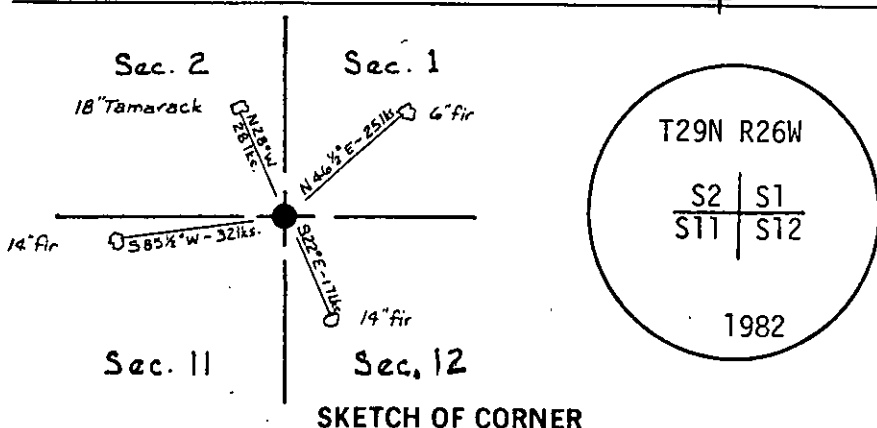 Sec. 2
Sec. 1
18" Tamarack
N28°W
28 lks.
N 46½°E-25lks.
6" fir
14" fir
S85½°W-32lks.
S22°E-17lks
14" fir
Sec. 11
Sec. 12
SKETCH OF CORNER
T29N R26W
S2 S1
S11 S12
1982